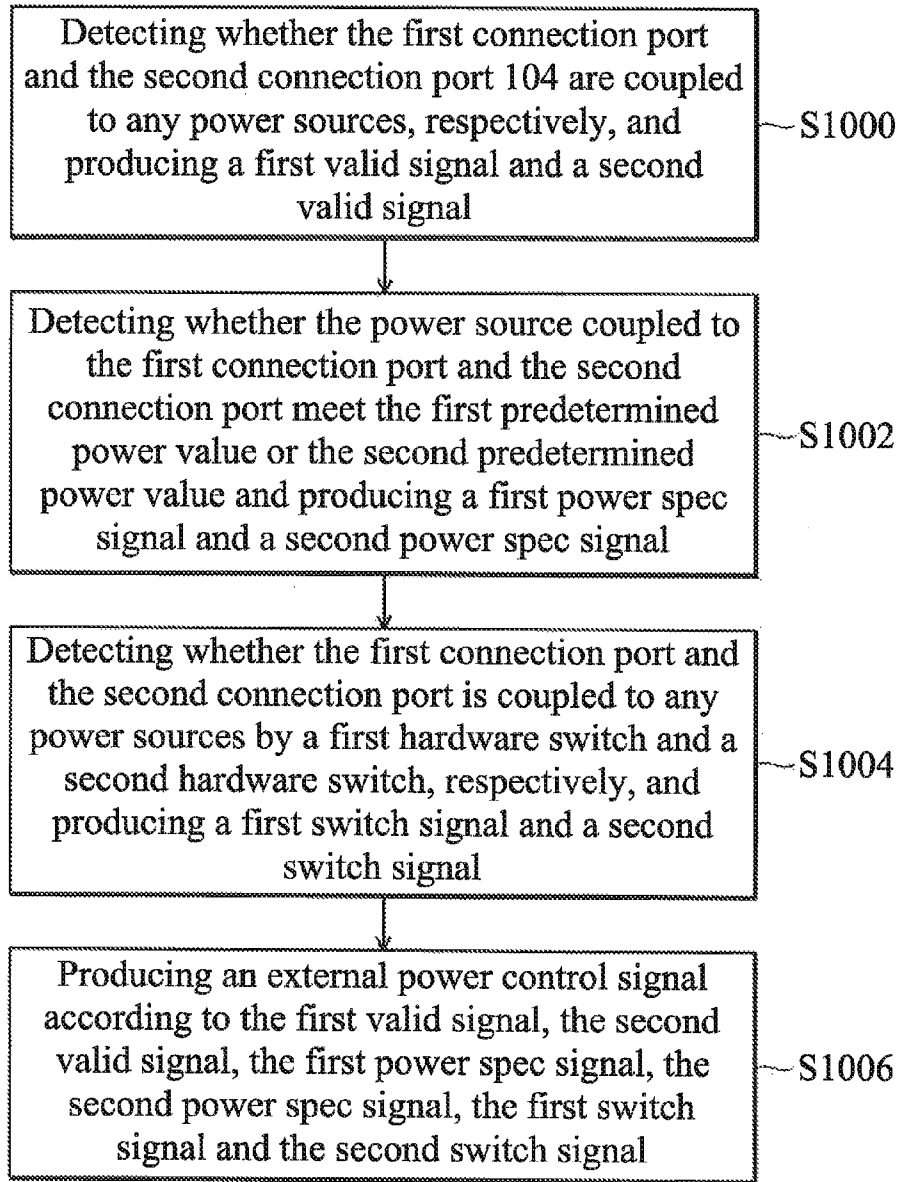 Detecting whether the first connection port
and the second connection port 104 are coupled
to any power sources, respectively, and
producing a first valid signal and a second
valid signal
S1000
Detecting whether the power source coupled to
the first connection port and the second
connection port meet the first predetermined
power value or the second predetermined
power value and producing a first power spec
signal and a second power spec signal
S1002
Detecting whether the first connection port and
the second connection port is coupled to any
power sources by a first hardware switch and a
second hardware switch, respectively, and
producing a first switch signal and a second
switch signal
S1004
Producing an external power control signal
according to the first valid signal, the second
valid signal, the first power spec signal, the
second power spec signal, the first switch
signal and the second switch signal
S1006